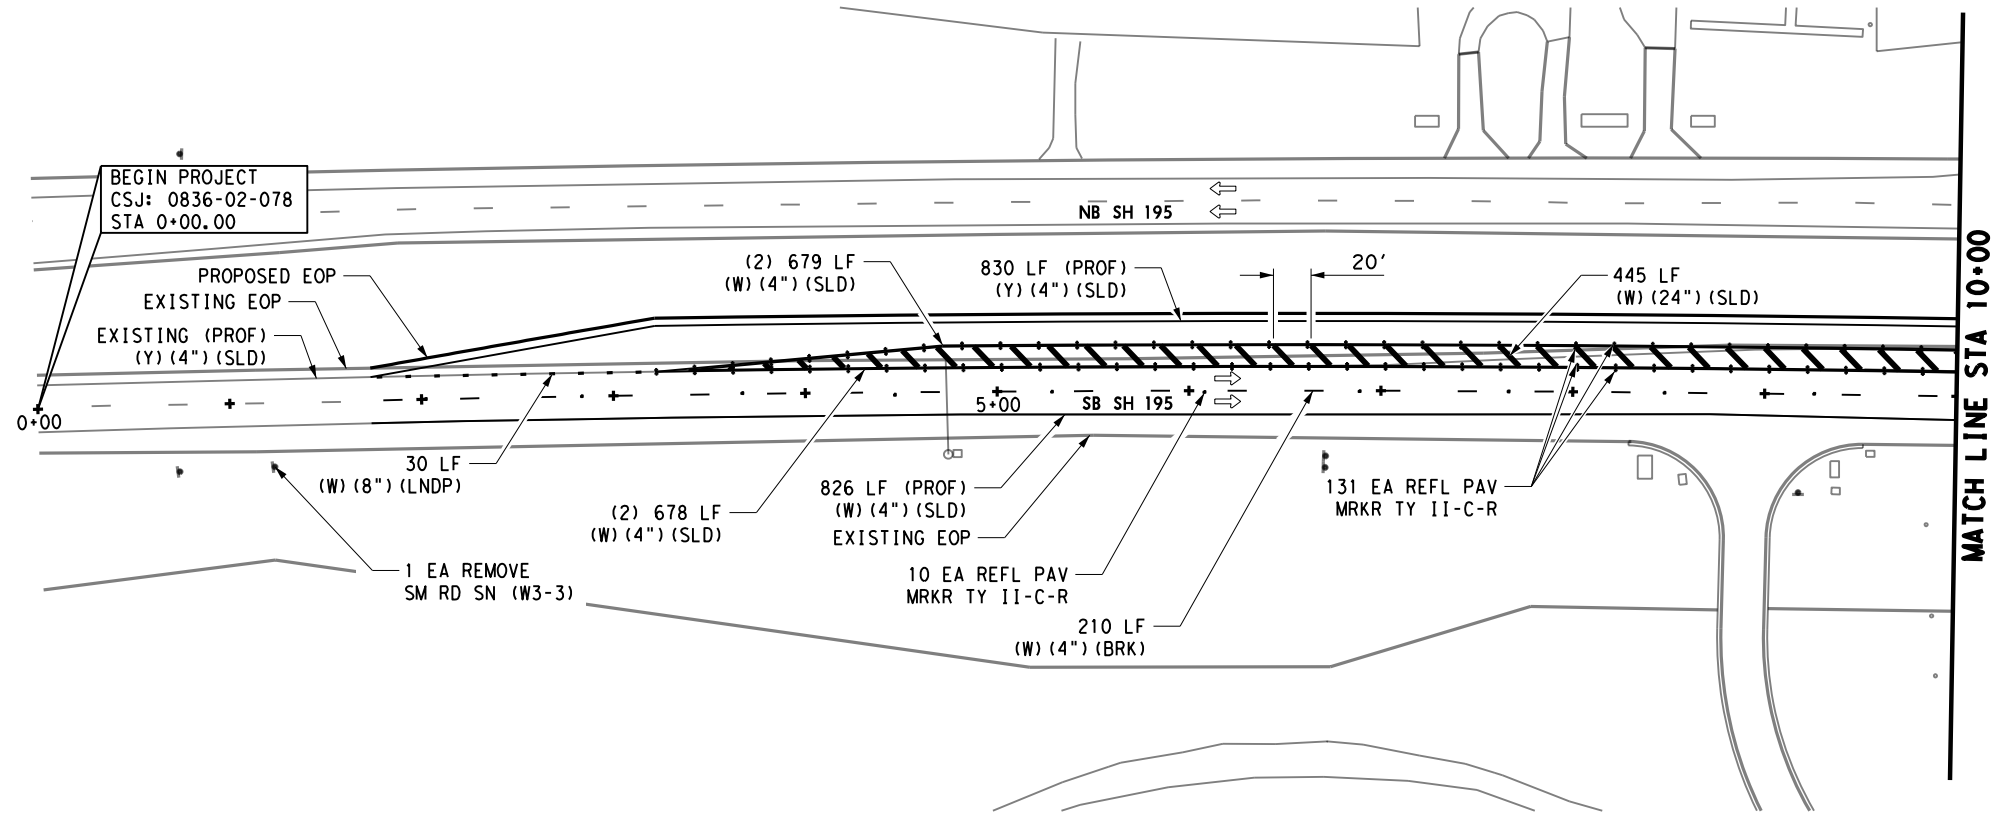 BEGIN PROJECT
CSJ: 0836-02-078
STA 0+00.00
NB SH 195
PROPOSED EOP
EXISTING EOP
EXISTING (PROF)
(Y)(4")(SLD)
(2) 679 LF
(W)(4")(SLD)
830 LF (PROF)
(Y)(4")(SLD)
20'
445 LF
(W)(24")(SLD)
0+00
5+00
SB SH 195
30 LF
(W)(8")(LNDP)
(2) 678 LF
(W)(4")(SLD)
826 LF (PROF)
(W)(4")(SLD)
EXISTING EOP
131 EA REFL PAV
MRKR TY II-C-R
1 EA REMOVE
SM RD SN (W3-3)
10 EA REFL PAV
MRKR TY II-C-R
210 LF
(W)(4")(BRK)
MATCH LINE STA 10+00